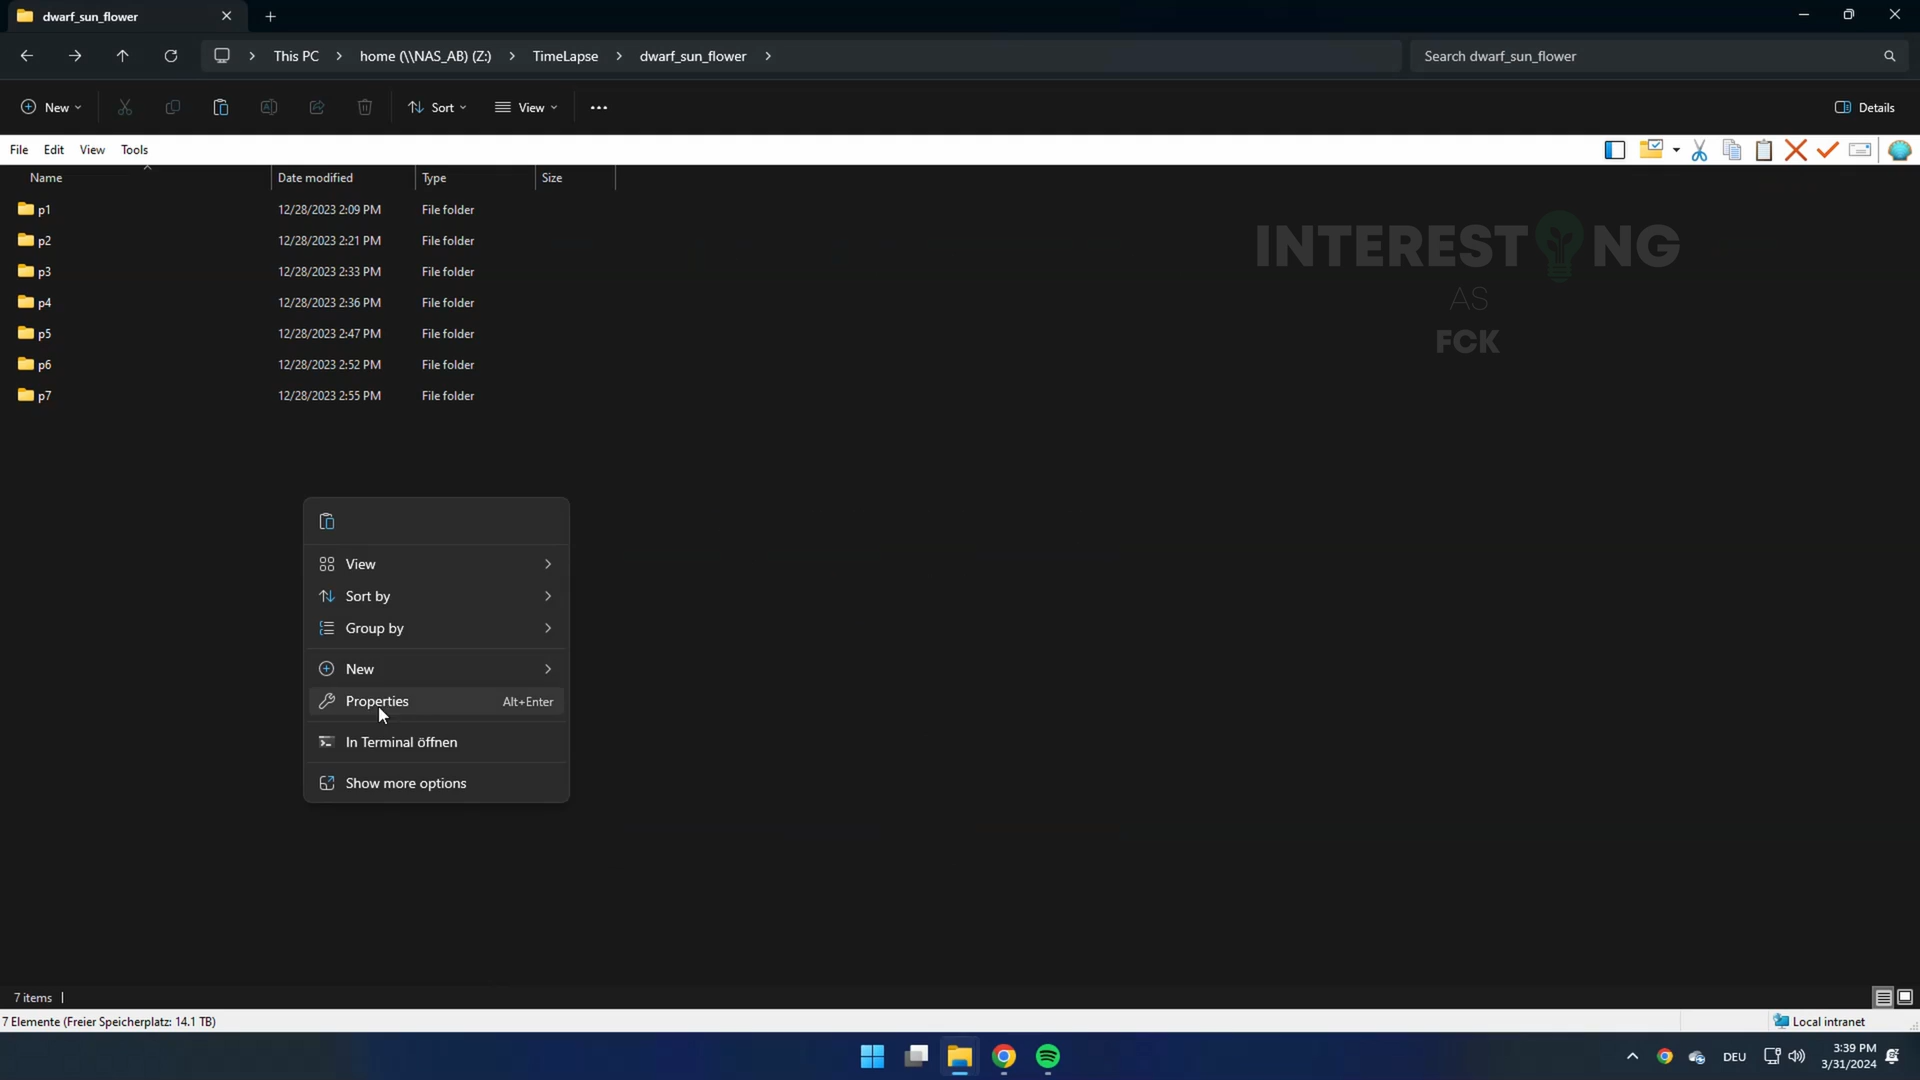 dwarf_sun_flower
This PC
home (\\NAS_AB) (Z:)
TimeLapse
dwarf_sun_flower
Search dwarf_sun_flower
New
Sort
View
Details
File Edit View Tools
Name Date modified Type Size
p1 12/28/2023 2:09 PM File folder
p2 12/28/2023 2:21 PM File folder
p3 12/28/2023 2:33 PM File folder
p4 12/28/2023 2:36 PM File folder
p5 12/28/2023 2:47 PM File folder
p6 12/28/2023 2:52 PM File folder
p7 12/28/2023 2:55 PM File folder
INTERESTING
AS
FCK
View
Sort by
Group by
New
Properties Alt+Enter
In Terminal öffnen
Show more options
7 items
7 Elemente (Freier Speicherplatz: 14.1 TB)
Local intranet
DEU
3:39 PM
3/31/2024